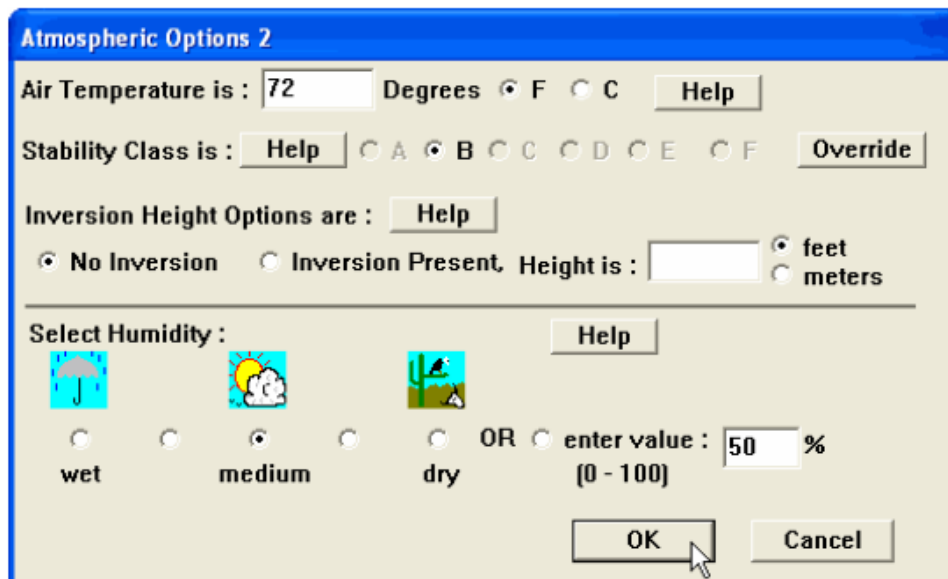 Atmospheric Options 2
Air Temperature is : 72 Degrees F C Help
Stability Class is : Help A B C D E F Override
Inversion Height Options are : Help
No Inversion Inversion Present, Height is : feet
meters
Select Humidity : Help
OR enter value : 50 %
wet medium dry (0 - 100)
OK Cancel